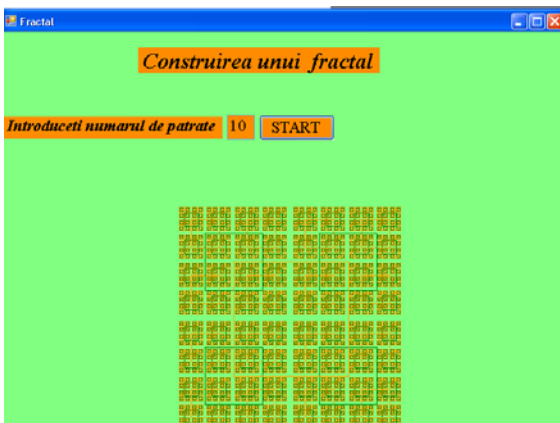 Fractal
Construirea unui fractal
Introduceti numarul de patrate 10 START